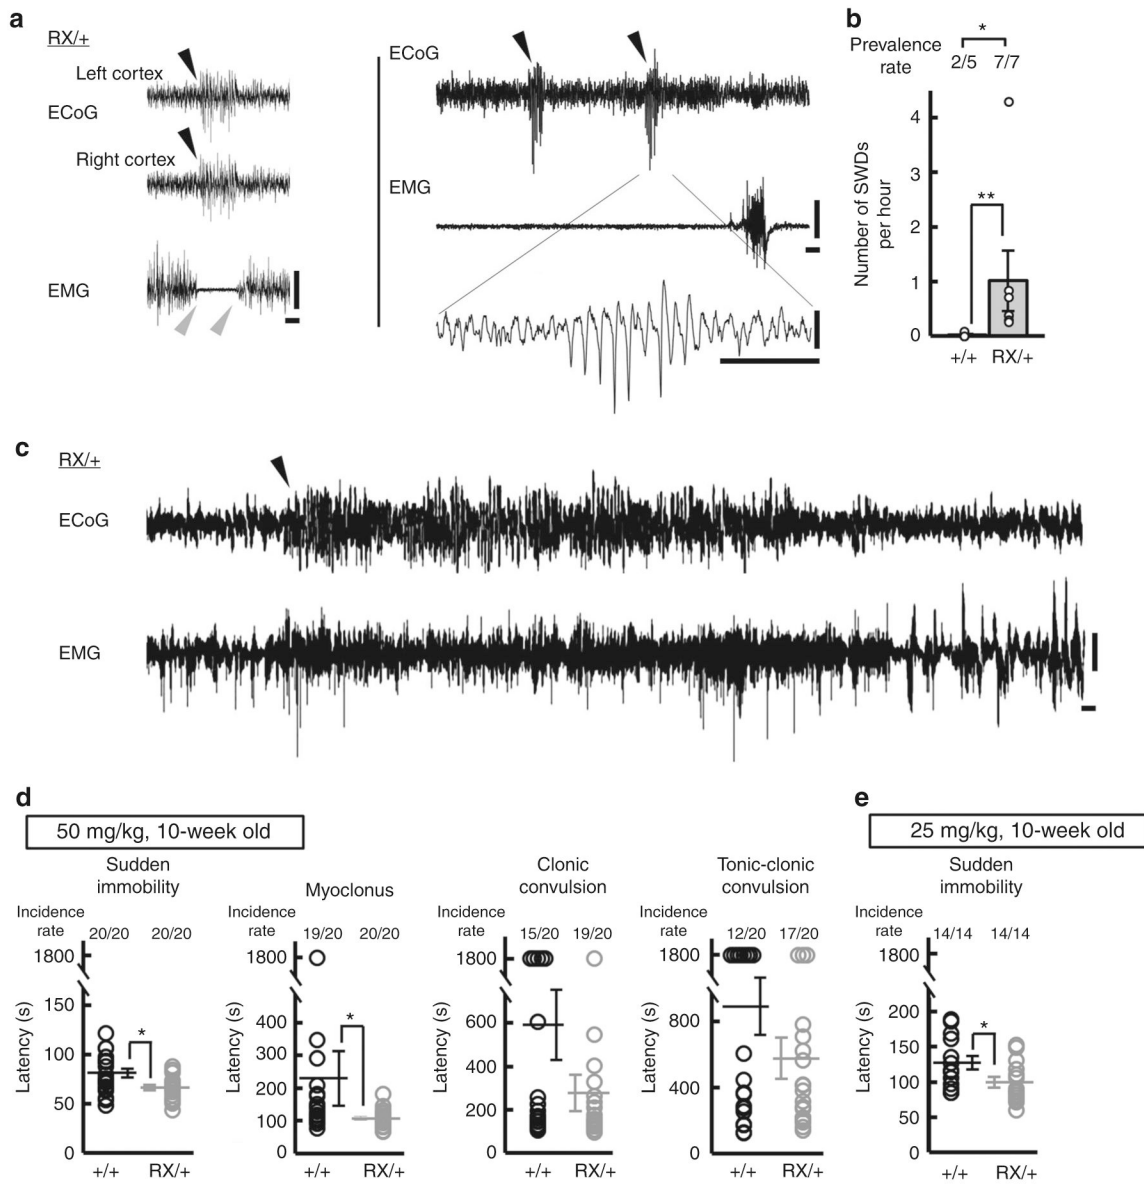 a
RX/+
Left cortex
ECoG
Right cortex
EMG
ECoG
EMG
b
*
Prevalence
rate
2/5 7/7
4
3
2
1
0
**
Number of SWDs
per hour
+/+ RX/+
c
RX/+
ECoG
EMG
d
50 mg/kg, 10-week old
Sudden
immobility
Incidence
rate
20/20 20/20
1800
150
100
50
0
*
Latency (s)
+/+ RX/+
Myoclonus
Incidence
rate
19/20 20/20
1800
400
300
200
100
0
*
Latency (s)
+/+ RX/+
Clonic
convulsion
Incidence
rate
15/20 19/20
1800
600
400
200
0
Latency (s)
+/+ RX/+
Tonic-clonic
convulsion
Incidence
rate
12/20 17/20
1800
800
400
0
Latency (s)
+/+ RX/+
e
25 mg/kg, 10-week old
Sudden
immobility
Incidence
rate
14/14 14/14
1800
200
150
100
50
0
*
Latency (s)
+/+ RX/+